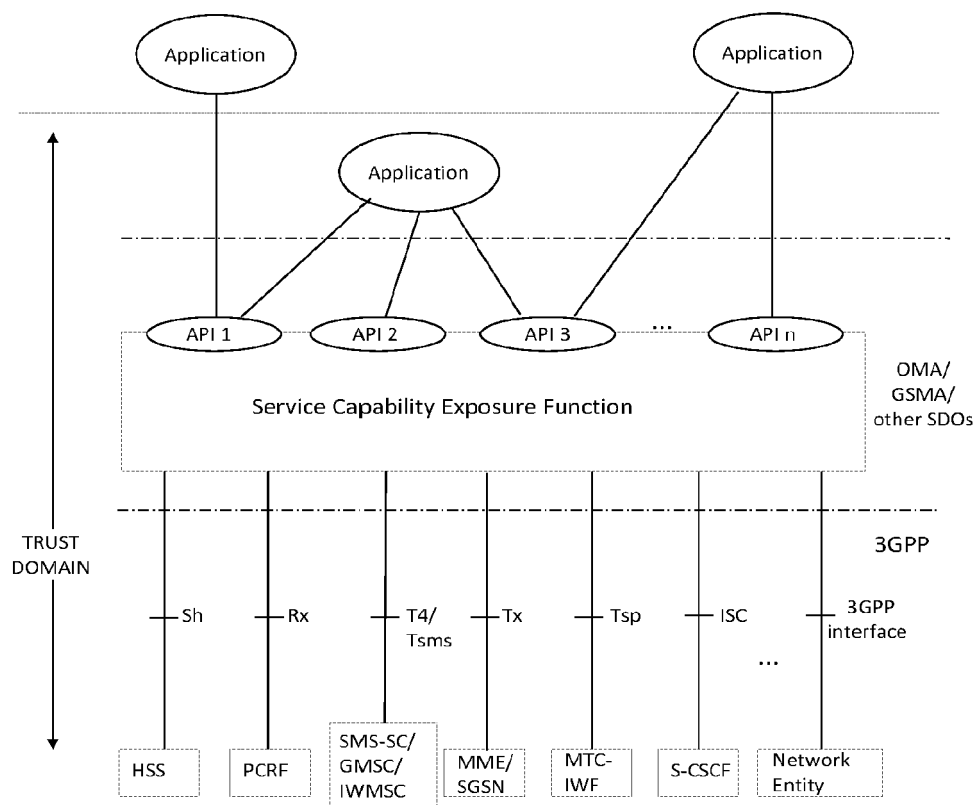 Application
Application
Application
API 1
API 2
API 3
...
API n
Service Capability Exposure Function
OMA/
GSMA/
other SDOs
TRUST
DOMAIN
3GPP
Sh
Rx
T4/
Tsms
Tx
Tsp
ISC
3GPP
interface
...
HSS
PCRF
SMS-SC/
GMSC/
IWMSC
MME/
SGSN
MTC-
IWF
S-CSCF
Network
Entity